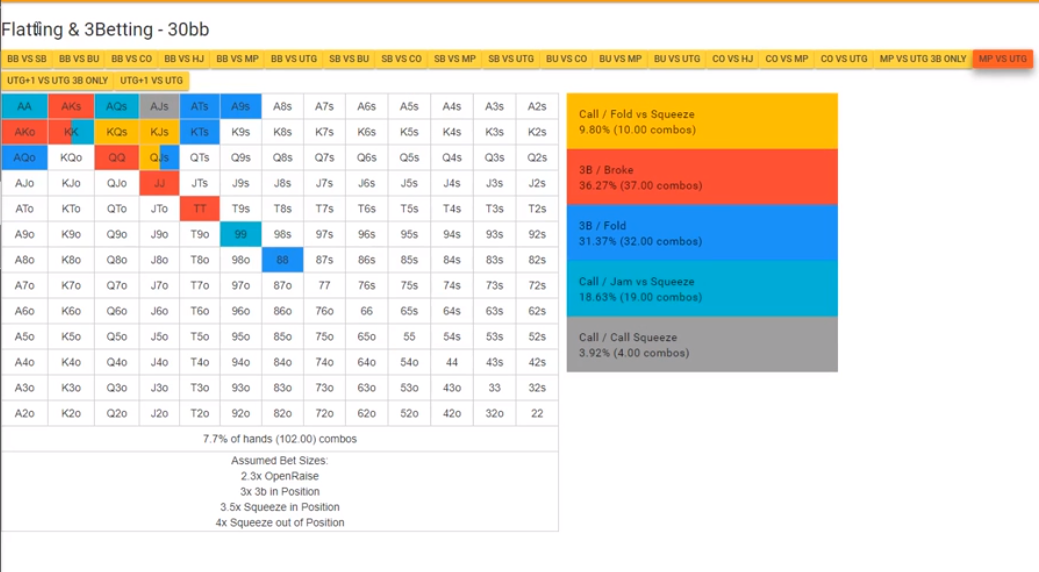 Flatting & 3Betting - 30bb
BB VS SB BB VS BU BB VS CO BB VS HJ BB VS MP BB VS UTG SB VS BU SB VS CO SB VS MP SB VS UTG BU VS CO BU VS MP BU VS UTG CO VS HJ CO VS MP CO VS UTG MP VS UTG 3B ONLY MP VS UTG
UTG+1 VS UTG 3B ONLY UTG+1 VS UTG
AA AKs AQs AJs ATs A9s A8s A7s A6s A5s A4s A3s A2s
AKo KK KQs KJs KTs K9s K8s K7s K6s K5s K4s K3s K2s
AQo KQo QQ QJs QTs Q9s Q8s Q7s Q6s Q5s Q4s Q3s Q2s
AJo KJo QJo JJ JTs J9s J8s J7s J6s J5s J4s J3s J2s
ATo KTo QTo JTo TT T9s T8s T7s T6s T5s T4s T3s T2s
A9o K9o Q9o J9o T9o 99 98s 97s 96s 95s 94s 93s 92s
A8o K8o Q8o J8o T8o 98o 88 87s 86s 85s 84s 83s 82s
A7o K7o Q7o J7o T7o 97o 87o 77 76s 75s 74s 73s 72s
A6o K6o Q6o J6o T6o 96o 86o 76o 66 65s 64s 63s 62s
A5o K5o Q5o J5o T5o 95o 85o 75o 65o 55 54s 53s 52s
A4o K4o Q4o J4o T4o 94o 84o 74o 64o 54o 44 43s 42s
A3o K3o Q3o J3o T3o 93o 83o 73o 63o 53o 43o 33 32s
A2o K2o Q2o J2o T2o 92o 82o 72o 62o 52o 42o 32o 22
7.7% of hands (102.00) combos
Assumed Bet Sizes:
2.3x OpenRaise
3x 3b in Position
3.5x Squeeze in Position
4x Squeeze out of Position
Call / Fold vs Squeeze
9.80% (10.00 combos)
3B / Broke
36.27% (37.00 combos)
3B / Fold
31.37% (32.00 combos)
Call / Jam vs Squeeze
18.63% (19.00 combos)
Call / Call Squeeze
3.92% (4.00 combos)